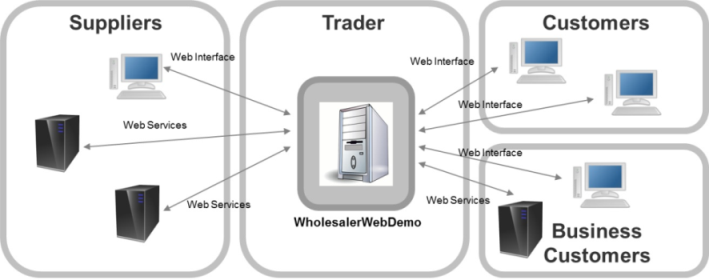 Suppliers
Trader
Customers
Web Interface
Web Interface
Web Interface
Web Services
Web Interface
Web Services
Web Services
WholesalerWebDemo
Business
Customers